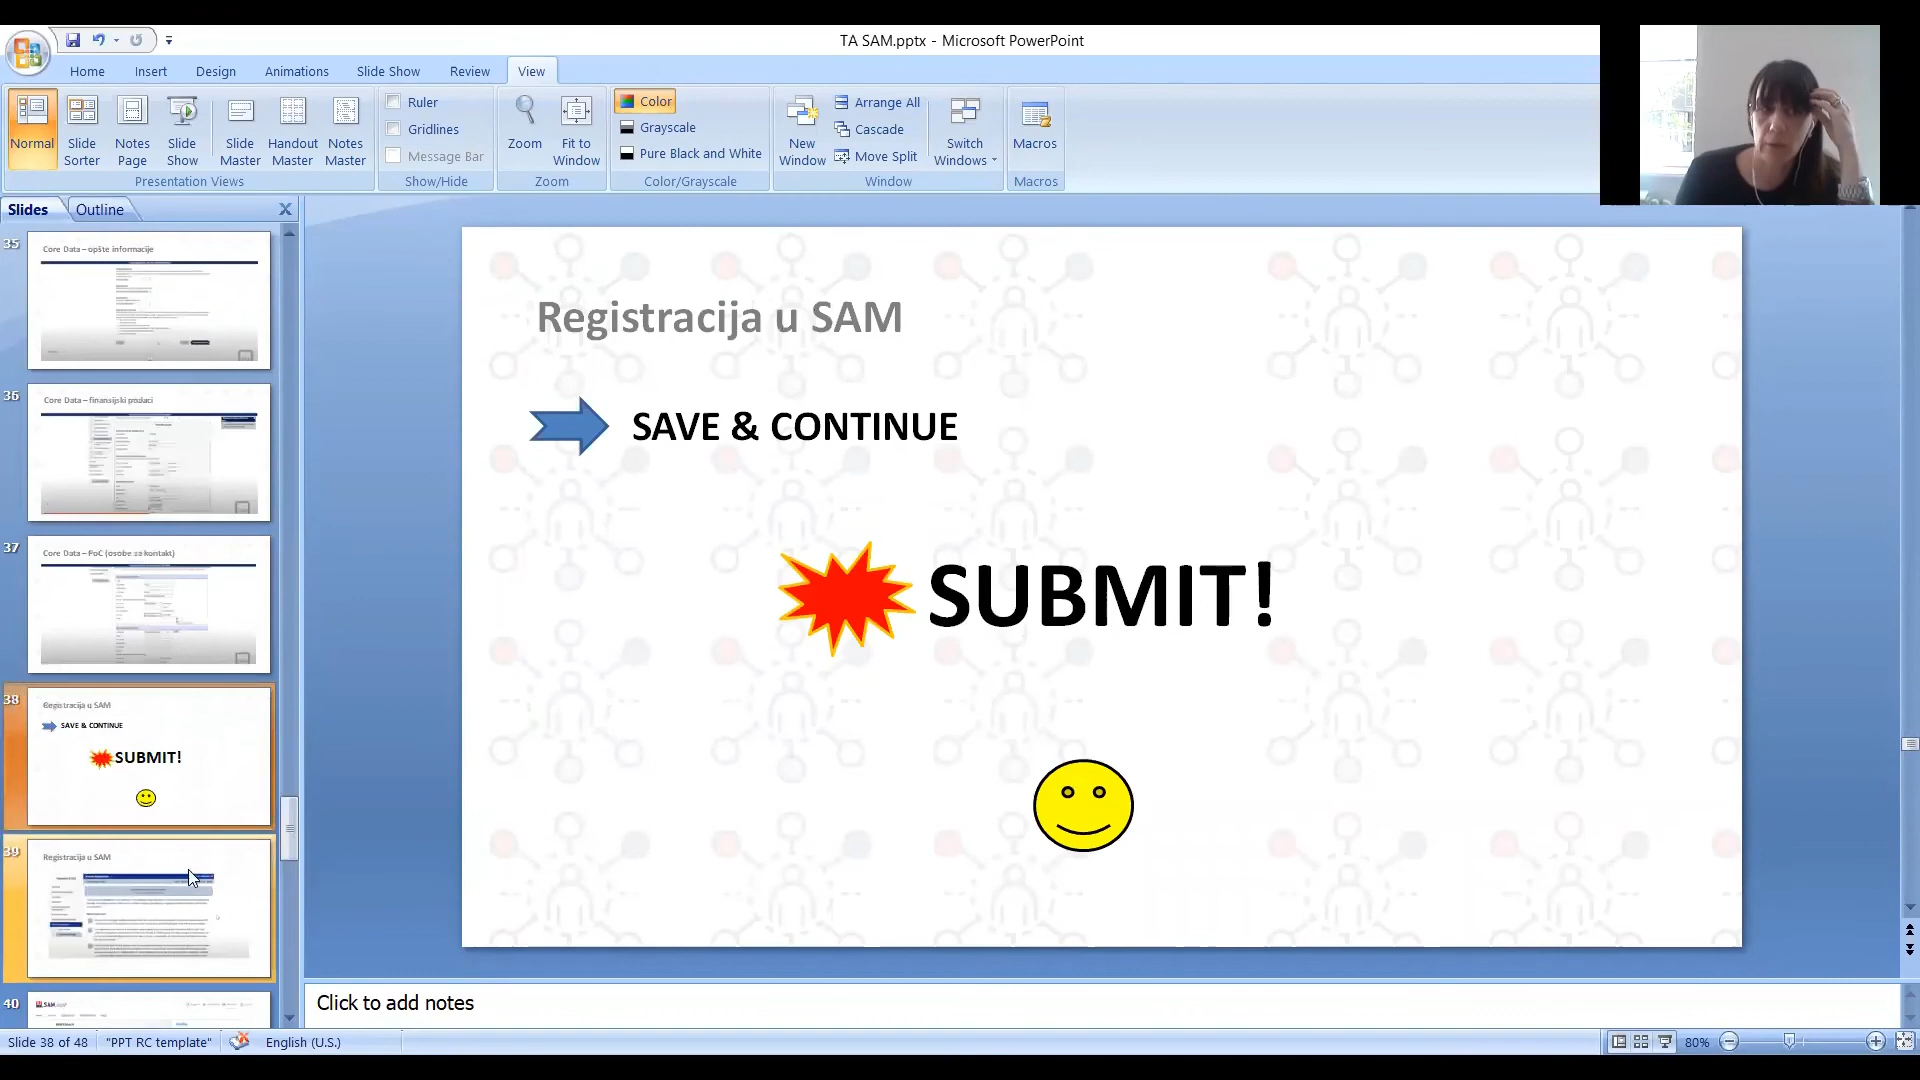 TA SAM.pptx - Microsoft PowerPoint
Home Insert Design Animations Slide Show Review View
Normal
Slide Sorter
Notes Page
Slide Show
Slide Master
Handout Master
Notes Master
Presentation Views
Ruler
Gridlines
Message Bar
Show/Hide
Zoom
Fit to Window
Zoom
Color
Grayscale
Pure Black and White
Color/Grayscale
New Window
Arrange All
Cascade
Move Split
Switch Windows
Window
Macros
Macros
Slides Outline
35
Core Data – opšte informacije
36
Core Data – finansijski podaci
37
Core Data – PoC (osobe za kontakt)
38
Registracija u SAM
SAVE & CONTINUE
SUBMIT!
39
Registracija u SAM
40
SAM
Registracija u SAM
SAVE & CONTINUE
SUBMIT!
Click to add notes
Slide 38 of 48 "PPT RC template" English (U.S.) 80%